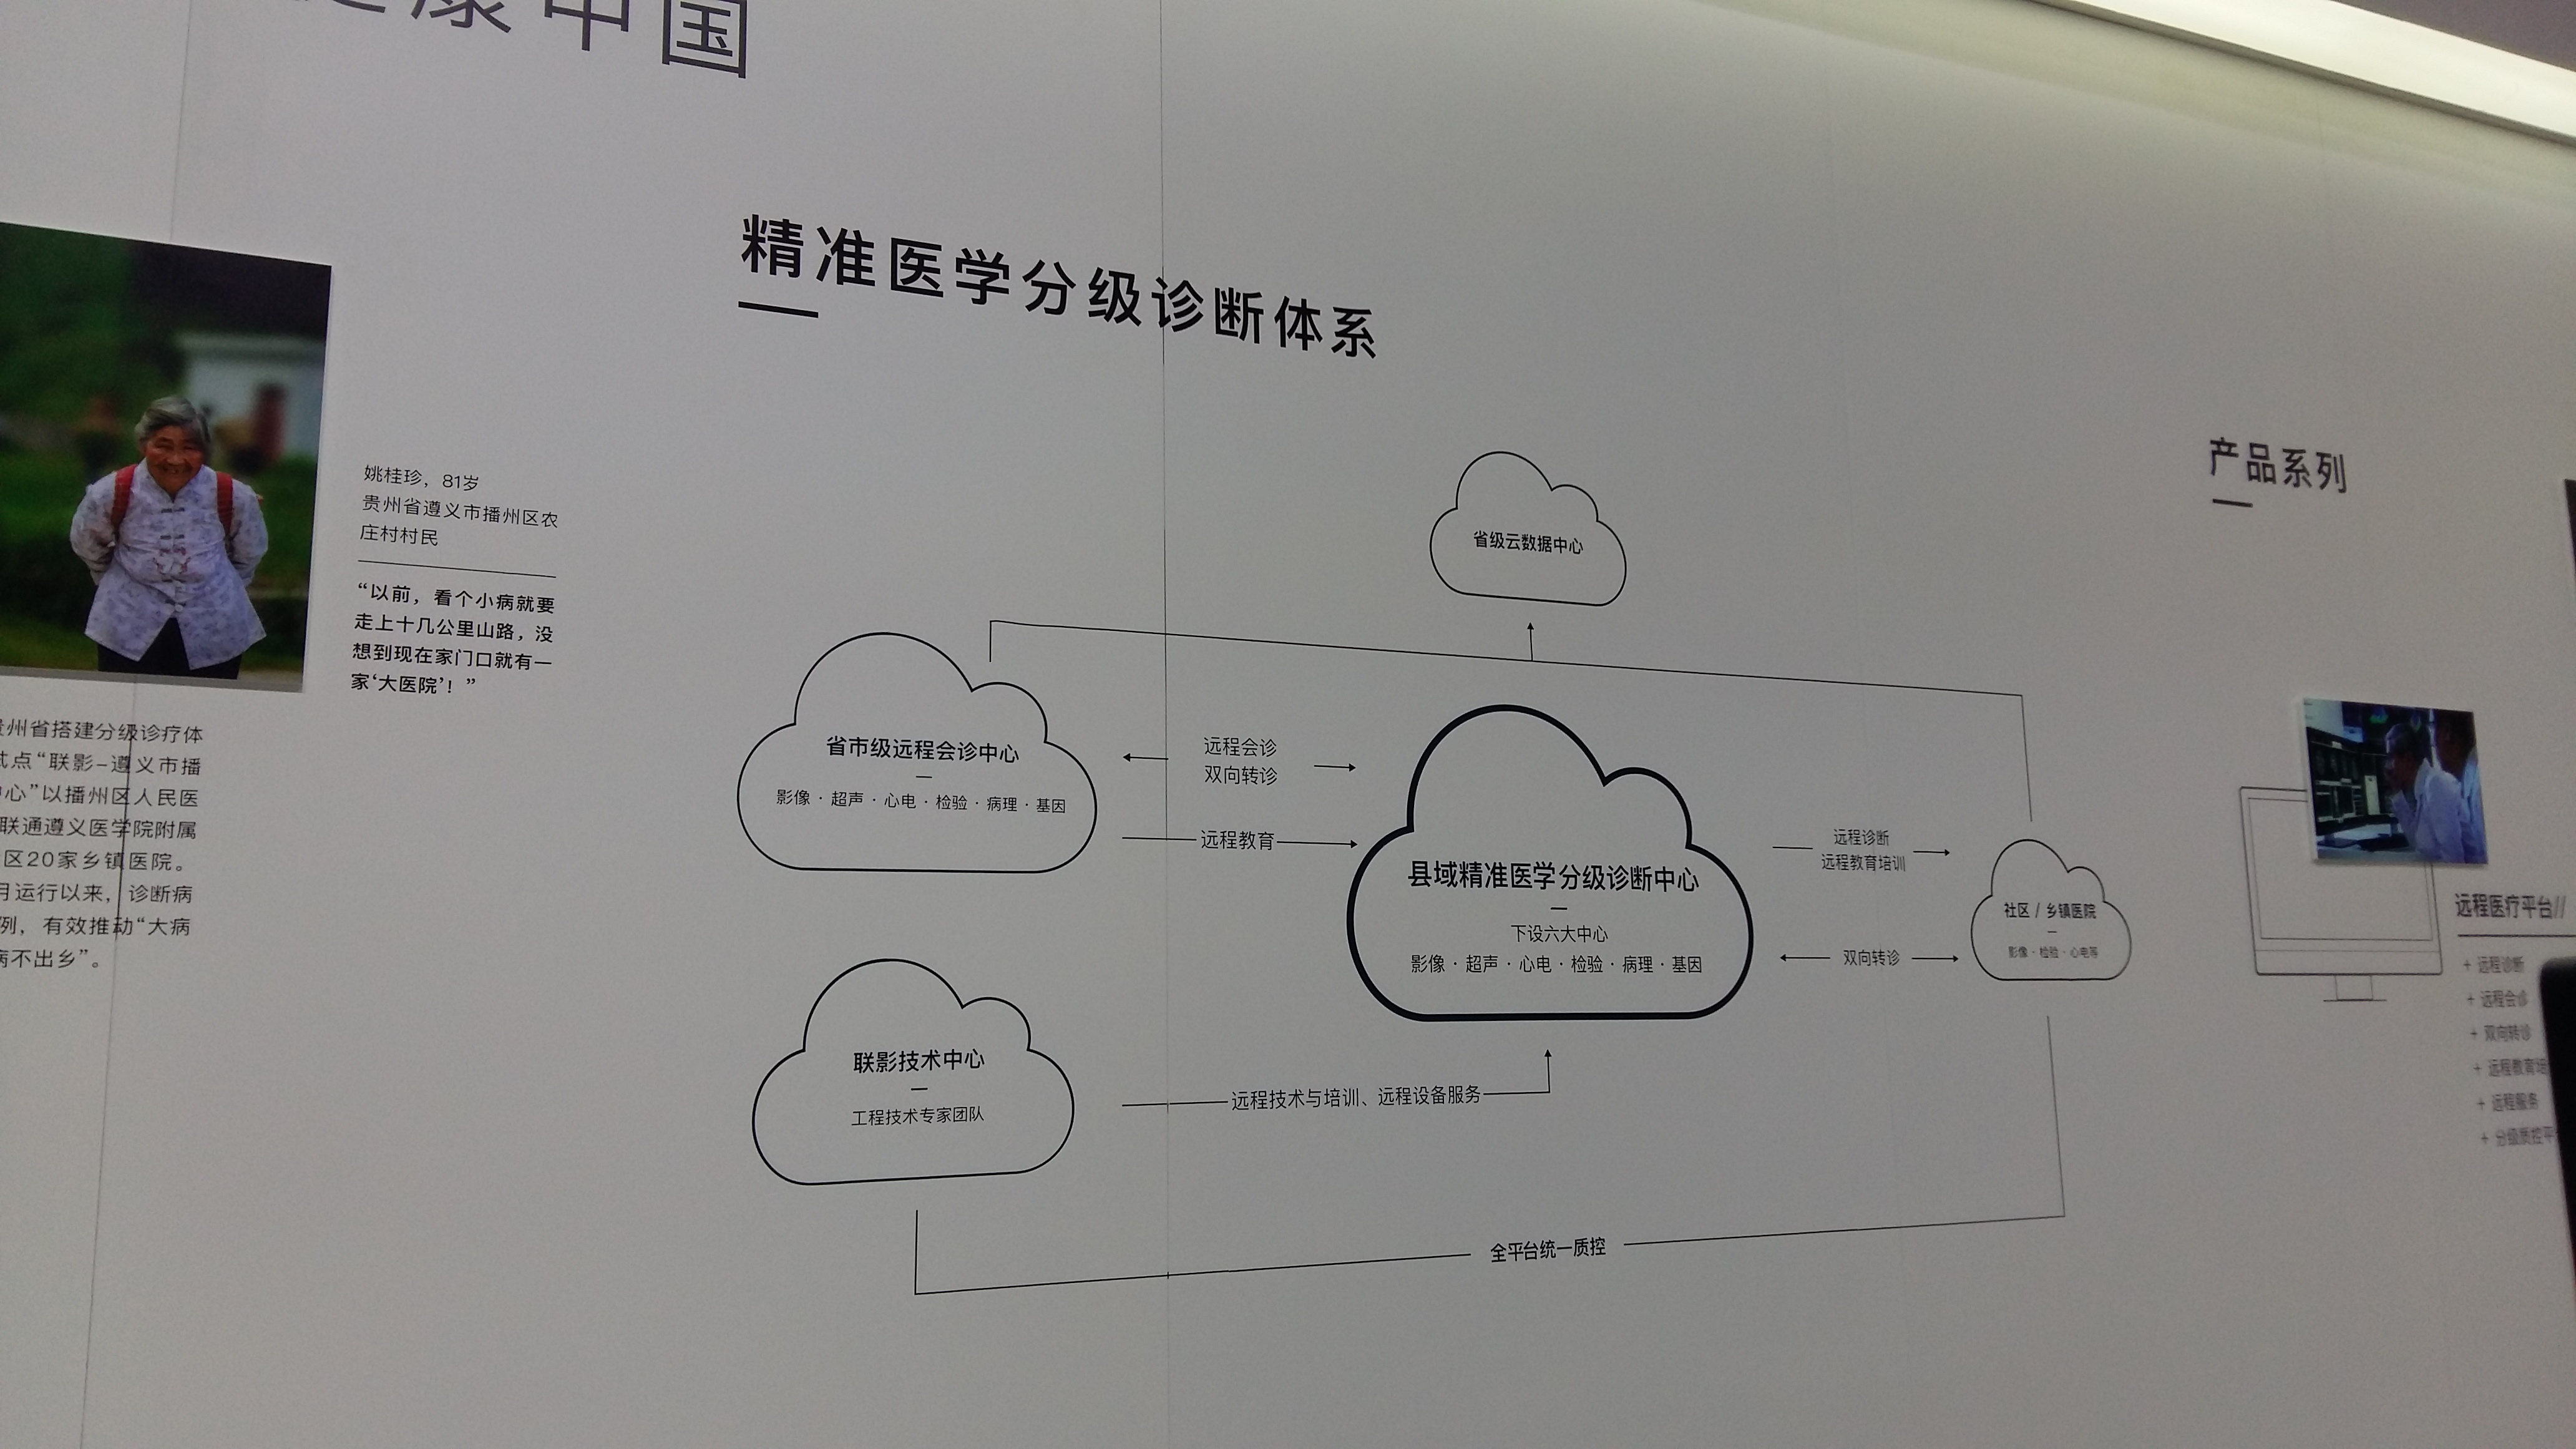 健康中国
精准医学分级诊断体系
姚桂珍，81岁
贵州省遵义市播州区农
庄村村民
“以前，看个小病就要
走上十几公里山路，没
想到现在家门口就有一
家‘大医院’！”
州省搭建分级诊疗体
试点“联影–遵义市播
中心”以播州区人民医
联通遵义医学院附属
区20家乡镇医院。
月运行以来，诊断病
例，有效推动“大病
病不出乡”。
省级云数据中心
省市级远程会诊中心
影像 · 超声 · 心电 · 检验 · 病理 · 基因
远程会诊
双向转诊
远程教育
县域精准医学分级诊断中心
下设六大中心
影像 · 超声 · 心电 · 检验 · 病理 · 基因
远程诊断
远程教育培训
双向转诊
社区 / 乡镇医院
影像 · 检验 · 心电等
联影技术中心
工程技术专家团队
远程技术与培训、远程设备服务
全平台统一质控
产品系列
远程医疗平台//
+ 远程诊断
+ 远程会诊
+ 双向转诊
+ 远程教育培
+ 远程服务
+ 分级质控平